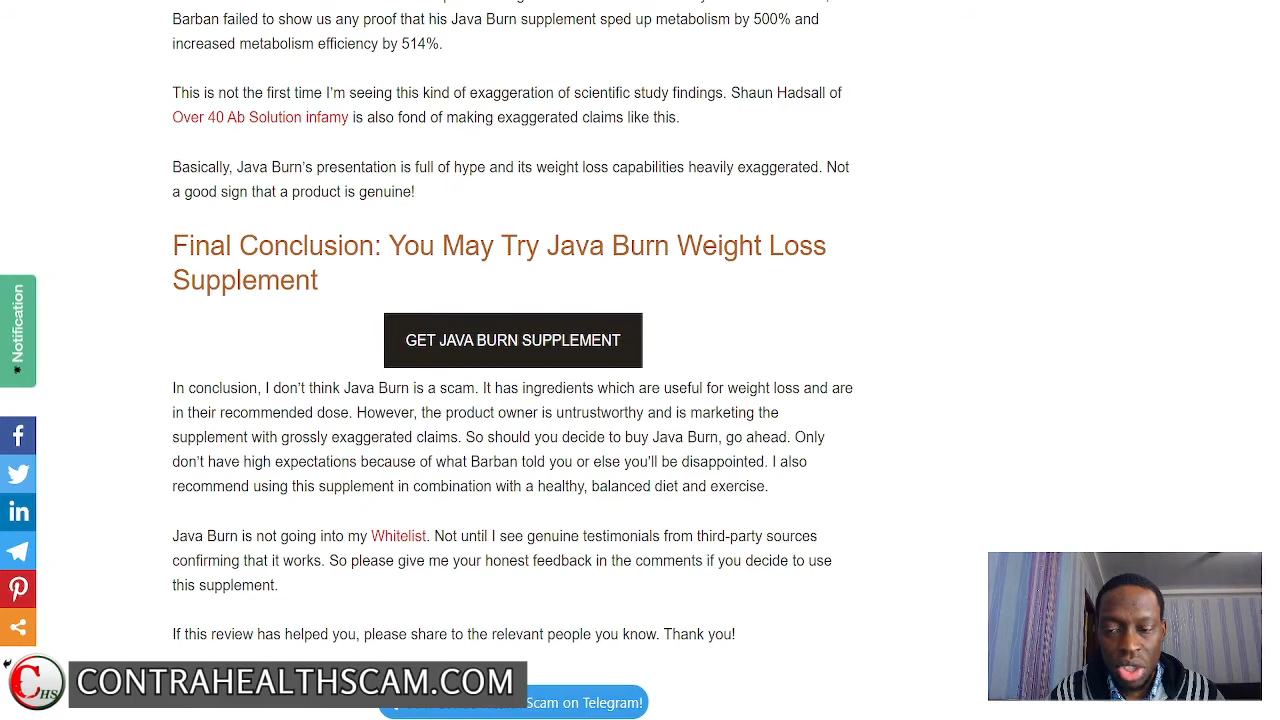 Barban failed to show us any proof that his Java Burn supplement sped up metabolism by 500% and
increased metabolism efficiency by 514%.
This is not the first time I'm seeing this kind of exaggeration of scientific study findings. Shaun Hadsall of
Over 40 Ab Solution infamy is also fond of making exaggerated claims like this.
Basically, Java Burn's presentation is full of hype and its weight loss capabilities heavily exaggerated. Not
a good sign that a product is genuine!
Final Conclusion: You May Try Java Burn Weight Loss
Supplement
Notification
GET JAVA BURN SUPPLEMENT
In conclusion, I don't think Java Burn is a scam. It has ingredients which are useful for weight loss and are
in their recommended dose. However, the product owner is untrustworthy and is marketing the
supplement with grossly exaggerated claims. So should you decide to buy Java Burn, go ahead. Only
don't have high expectations because of what Barban told you or else you'll be disappointed. I also
recommend using this supplement in combination with a healthy, balanced diet and exercise.
Java Burn is not going into my Whitelist. Not until I see genuine testimonials from third-party sources
confirming that it works. So please give me your honest feedback in the comments if you decide to use
this supplement.
If this review has helped you, please share to the relevant people you know. Thank you!
CHS
CONTRAHEALTHSCAM.COM
Scam on Telegram!